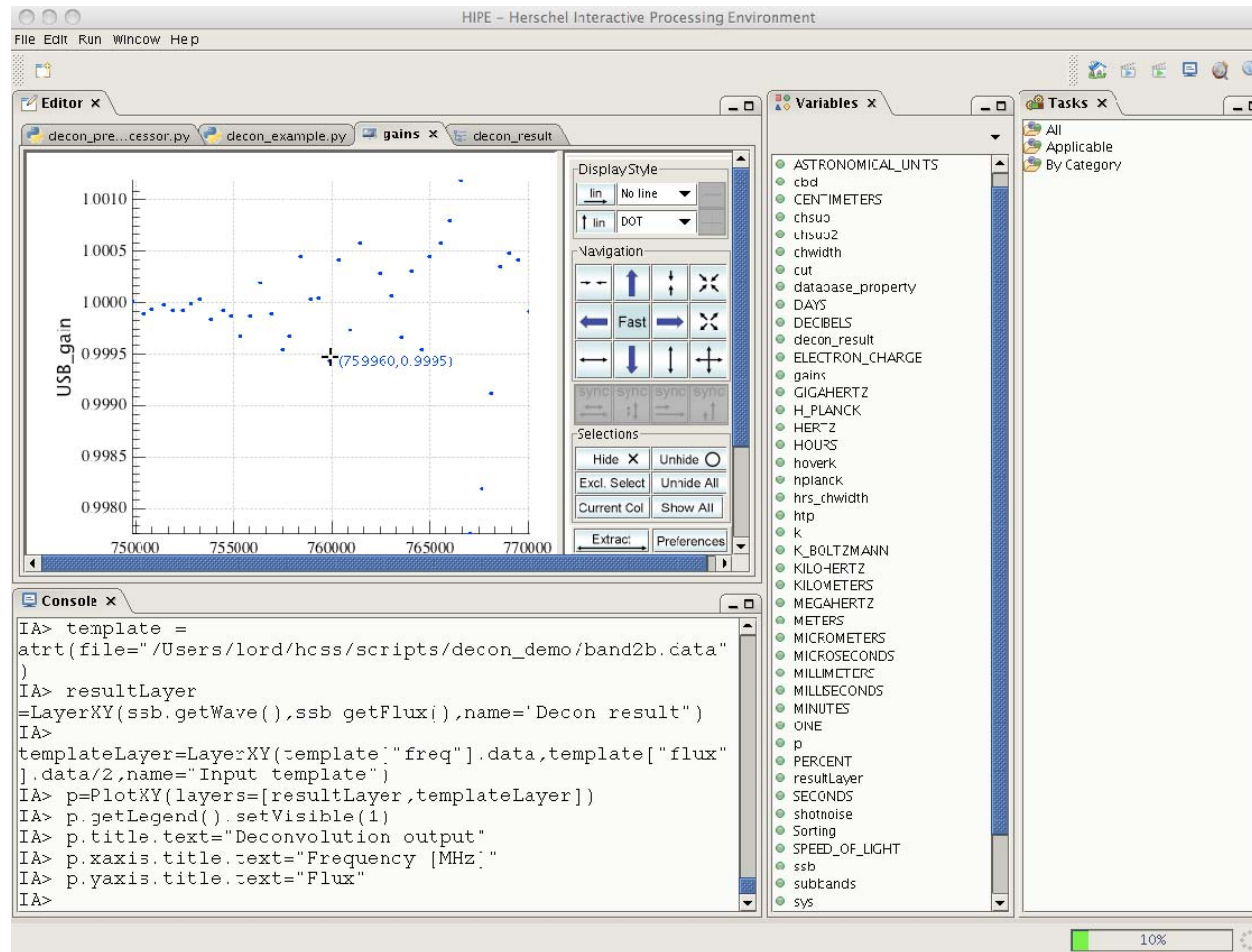 HIPE – Herschel Interactive Processing Environment
File Edit Run Wincow Help
Editor ×
decon_pre...cessor.py
decon_example.py
gains ×
decon_result
1.0010
1.0005
1.0000
0.9995
0.9990
0.9985
0.9980
USB_gain
(759960,0.9995)
750000 755000 760000 765000 770000
Display Style
lin No line
lin DOT
Navigation
Fast
sync sync sync sync
Selections
Hide × Unhide
Excl. Select Unhide All
Current Col Show All
Extract Preferences
Console ×
IA> template =
atrt(file="/Users/lord/hcss/scripts/decon_demo/band2b.data"
)
IA> resultLayer
=LayerXY(ssb.getWave(),ssb getFlux(),name='Decon result")
IA>
templateLayer=LayerXY(template["freq"].data,template["flux"
].data/2,name="Input template")
IA> p=PlotXY(layers=[resultLayer,templateLayer])
IA> p.getLegend().setVisible(1)
IA> p.title.text="Deconvolution output"
IA> p.xaxis.title.text="Frequency [MHz]"
IA> p.yaxis.title.text="Flux"
IA>
Variables ×
ASTRONOMICAL_UNITS
cbd
CENTIMETERS
chsub
chsub2
chwidth
cut
database_property
DAYS
DECIBELS
decon_result
ELECTRON_CHARGE
gains
GIGAHERTZ
H_PLANCK
HERTZ
HOURS
hoverk
hplanck
hrs_chwidth
htp
K
K_BOLTZMANN
KILOHERTZ
KILOMETERS
MEGAHERTZ
METERS
MICROMETERS
MICROSECONDS
MILLIMETERS
MILLISECONDS
MINUTES
ONE
p
PERCENT
resultLayer
SECONDS
shotnoise
Sorting
SPEED_OF_LIGHT
ssb
subbands
sys
Tasks ×
All
Applicable
By Category
10%